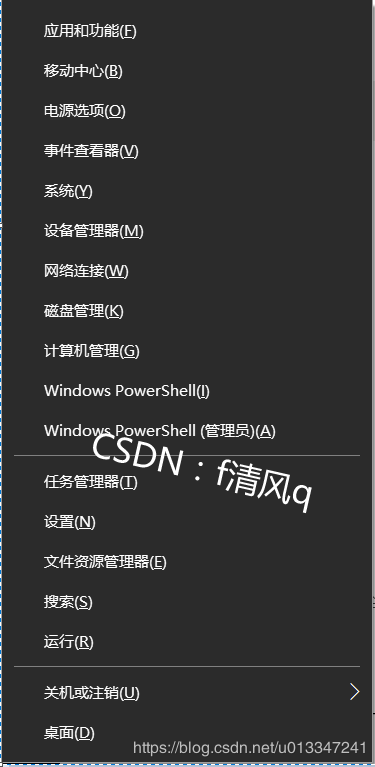 应用和功能(F)
移动中心(B)
电源选项(O)
事件查看器(V)
系统(Y)
设备管理器(M)
网络连接(W)
磁盘管理(K)
计算机管理(G)
Windows PowerShell(I)
Windows PowerShell (管理员)(A)
CSDN：f清风q
任务管理器(T)
设置(N)
文件资源管理器(E)
搜索(S)
运行(R)
关机或注销(U)
桌面(D)
https://blog.csdn.net/u013347241